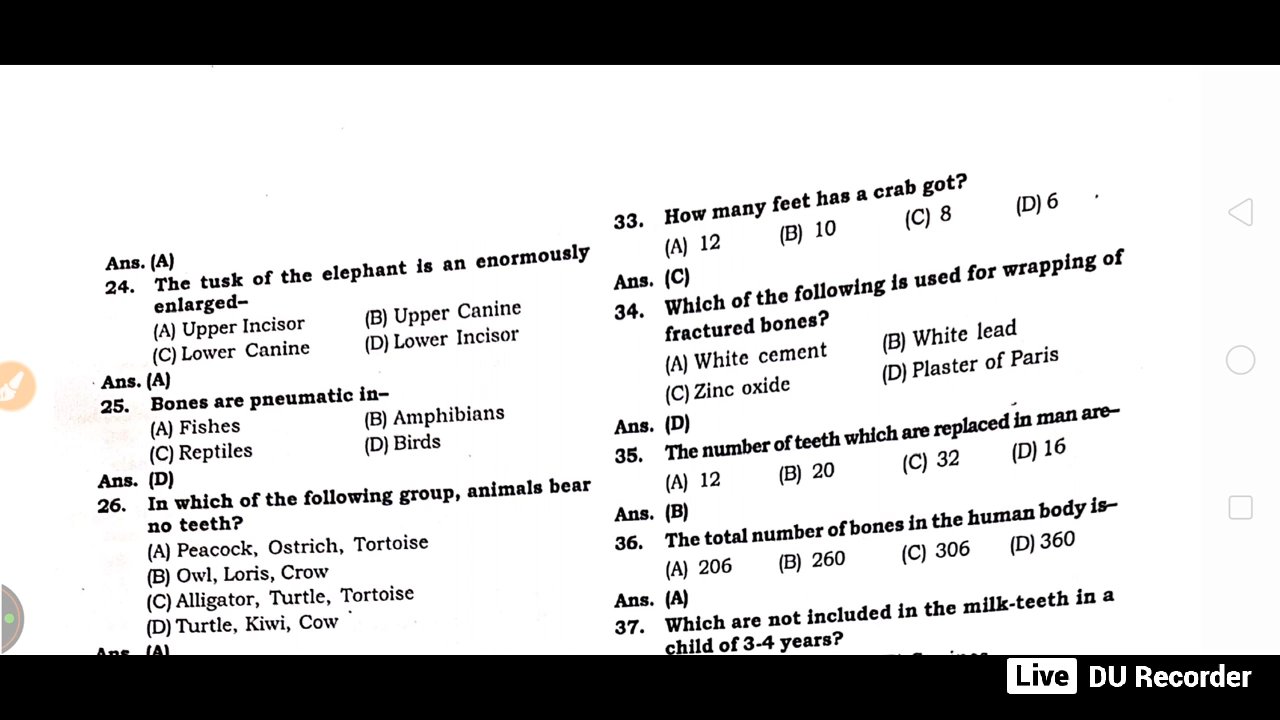 Ans. (A)
24. The tusk of the elephant is an enormously
enlarged–
(A) Upper Incisor (B) Upper Canine
(C) Lower Canine (D) Lower Incisor
Ans. (A)
25. Bones are pneumatic in–
(A) Fishes (B) Amphibians
(C) Reptiles (D) Birds
Ans. (D)
26. In which of the following group, animals bear
no teeth?
(A) Peacock, Ostrich, Tortoise
(B) Owl, Loris, Crow
(C) Alligator, Turtle, Tortoise
(D) Turtle, Kiwi, Cow
Ans. (A)
33. How many feet has a crab got?
(A) 12 (B) 10 (C) 8 (D) 6
Ans. (C)
34. Which of the following is used for wrapping of
fractured bones?
(A) White cement (B) White lead
(C) Zinc oxide (D) Plaster of Paris
Ans. (D)
35. The number of teeth which are replaced in man are–
(A) 12 (B) 20 (C) 32 (D) 16
Ans. (B)
36. The total number of bones in the human body is–
(A) 206 (B) 260 (C) 306 (D) 360
Ans. (A)
37. Which are not included in the milk-teeth in a
child of 3-4 years?
Live DU Recorder